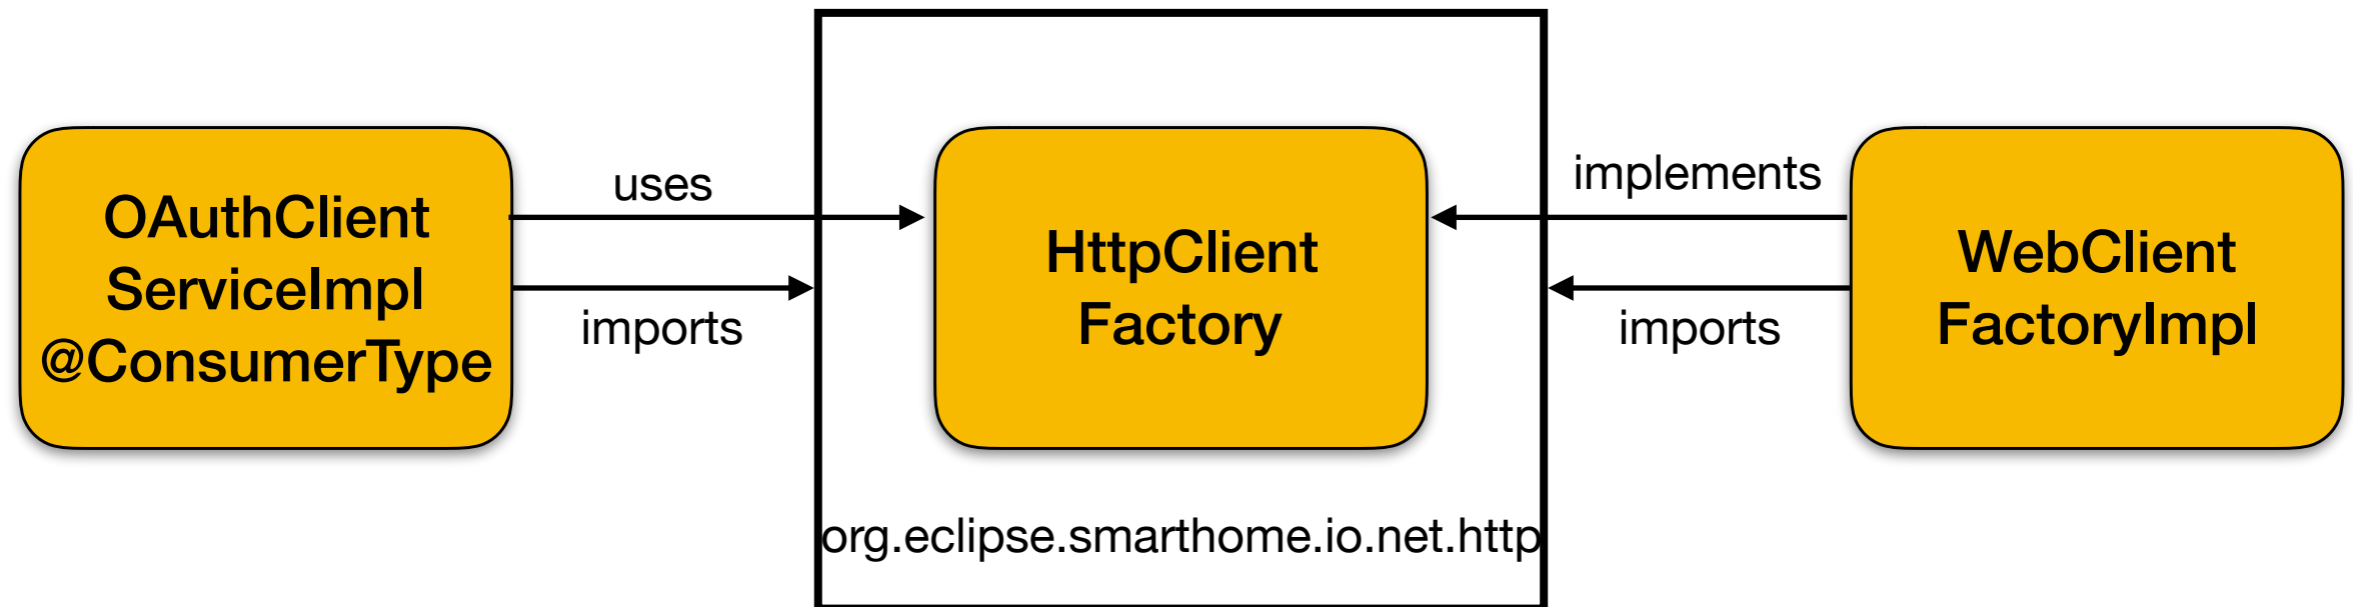 OAuthClient
ServiceImpl
@ConsumerType
uses
imports
HttpClient
Factory
org.eclipse.smarthome.io.net.http
implements
imports
WebClient
FactoryImpl